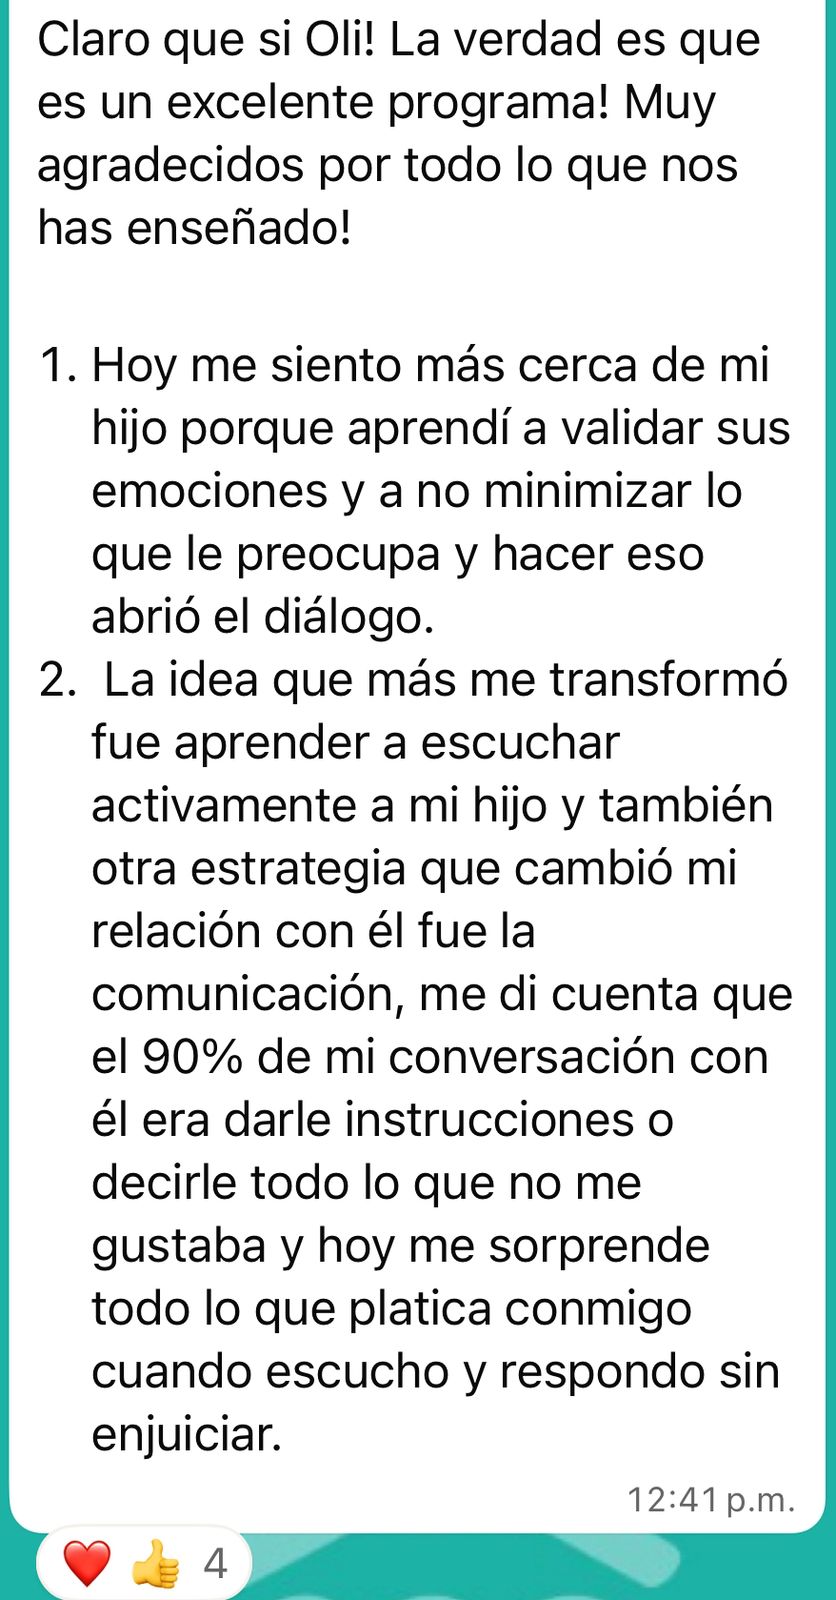 Claro que si Oli! La verdad es que
es un excelente programa! Muy
agradecidos por todo lo que nos
has enseñado!
1. Hoy me siento más cerca de mi
hijo porque aprendí a validar sus
emociones y a no minimizar lo
que le preocupa y hacer eso
abrió el diálogo.
2. La idea que más me transformó
fue aprender a escuchar
activamente a mi hijo y también
otra estrategia que cambió mi
relación con él fue la
comunicación, me di cuenta que
el 90% de mi conversación con
él era darle instrucciones o
decirle todo lo que no me
gustaba y hoy me sorprende
todo lo que platica conmigo
cuando escucho y respondo sin
enjuiciar.
12:41 p.m.
❤️ 👍 4